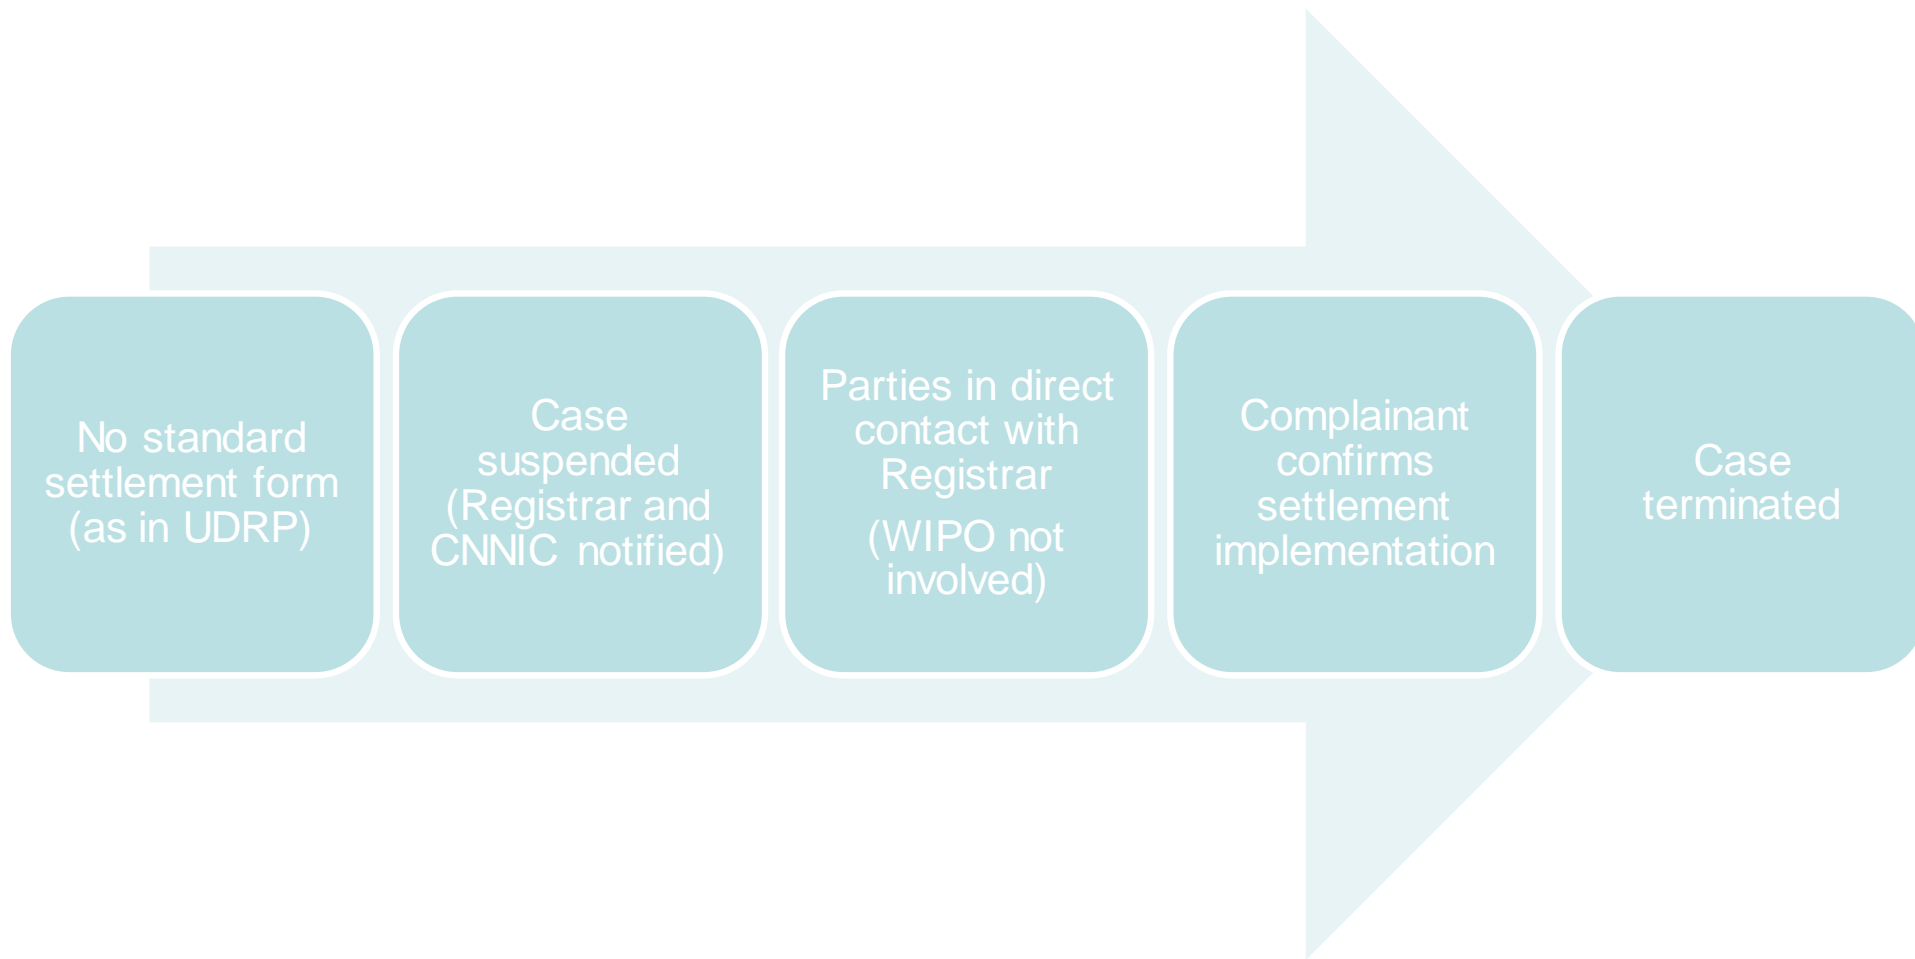 No standard
settlement form
(as in UDRP)
Case
suspended
(Registrar and
CNNIC notified)
Parties in direct
contact with
Registrar
(WIPO not
involved)
Complainant
confirms
settlement
implementation
Case
terminated